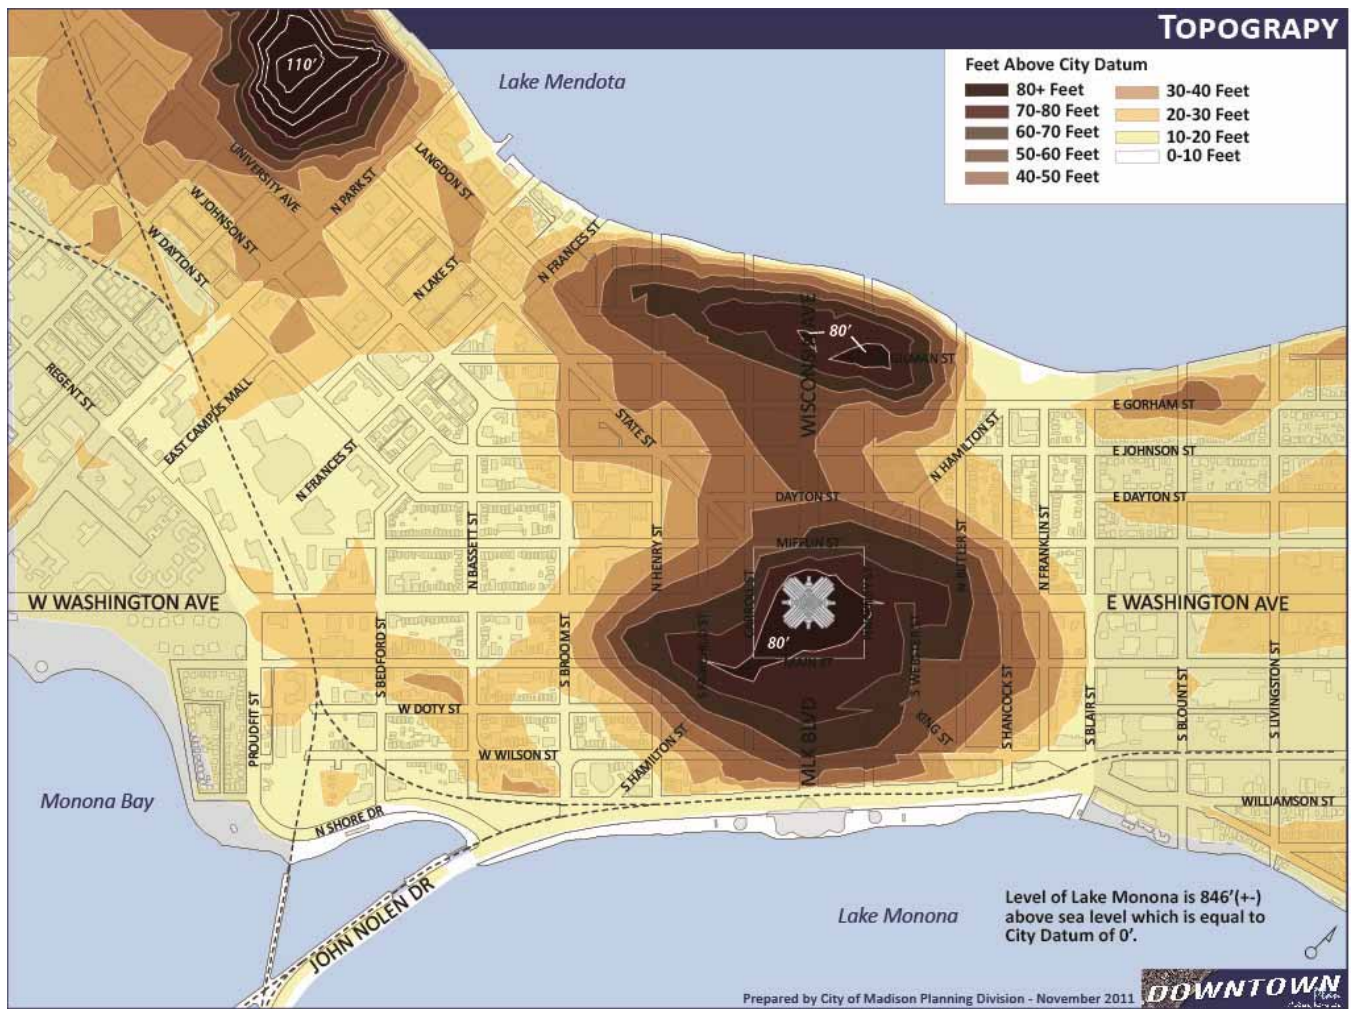 TOPOGRAPY
Lake Mendota
Feet Above City Datum
80+ Feet
70-80 Feet
60-70 Feet
50-60 Feet
40-50 Feet
30-40 Feet
20-30 Feet
10-20 Feet
0-10 Feet
110'
UNIVERSITY AVE
N PARK ST
LANGDON ST
W JOHNSON ST
W DAYTON ST
N LAKE ST
N FRANCES ST
80'
WISCONSIN AVE
GILMAN ST
REGENT ST
EAST CAMPUS MALL
N FRANCES ST
STATE ST
N HAMILTON ST
E GORHAM ST
E JOHNSON ST
E DAYTON ST
DAYTON ST
MIFFLIN ST
N BASSETT ST
N HENRY ST
N BUTLER ST
N FRANKLIN ST
CARROLL ST
W WASHINGTON AVE
E WASHINGTON AVE
80'
MAIN ST
S BEDFORD ST
S BROOM ST
S WEBSTER ST
S HANCOCK ST
S BLAIR ST
S BLOUNT ST
S LIVINGSTON ST
PROUDFIT ST
W DOTY ST
W WILSON ST
S HAMILTON ST
MLK BLVD
KING ST
Monona Bay
N SHORE DR
WILLIAMSON ST
JOHN NOLEN DR
Lake Monona
Level of Lake Monona is 846'(+-)
above sea level which is equal to
City Datum of 0'.
Prepared by City of Madison Planning Division - November 2011
DOWNTOWN
Plan